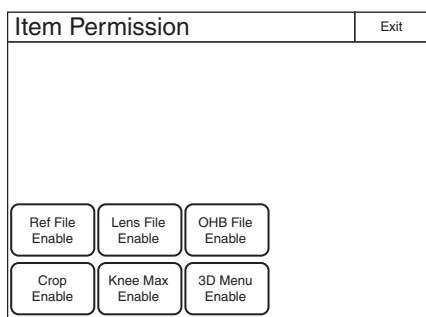 Item Permission
Exit
Ref File
Enable
Lens File
Enable
OHB File
Enable
Crop
Enable
Knee Max
Enable
3D Menu
Enable